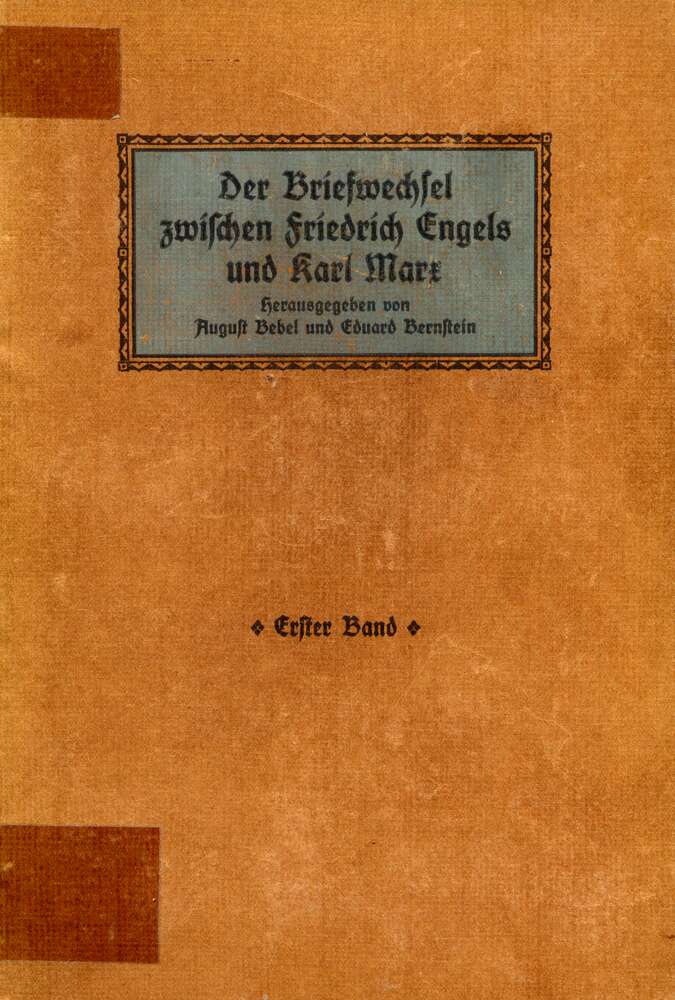 Der Briefwechsel
zwischen Friedrich Engels
und Karl Marx
Herausgegeben von
August Bebel und Eduard Bernstein
Erster Band